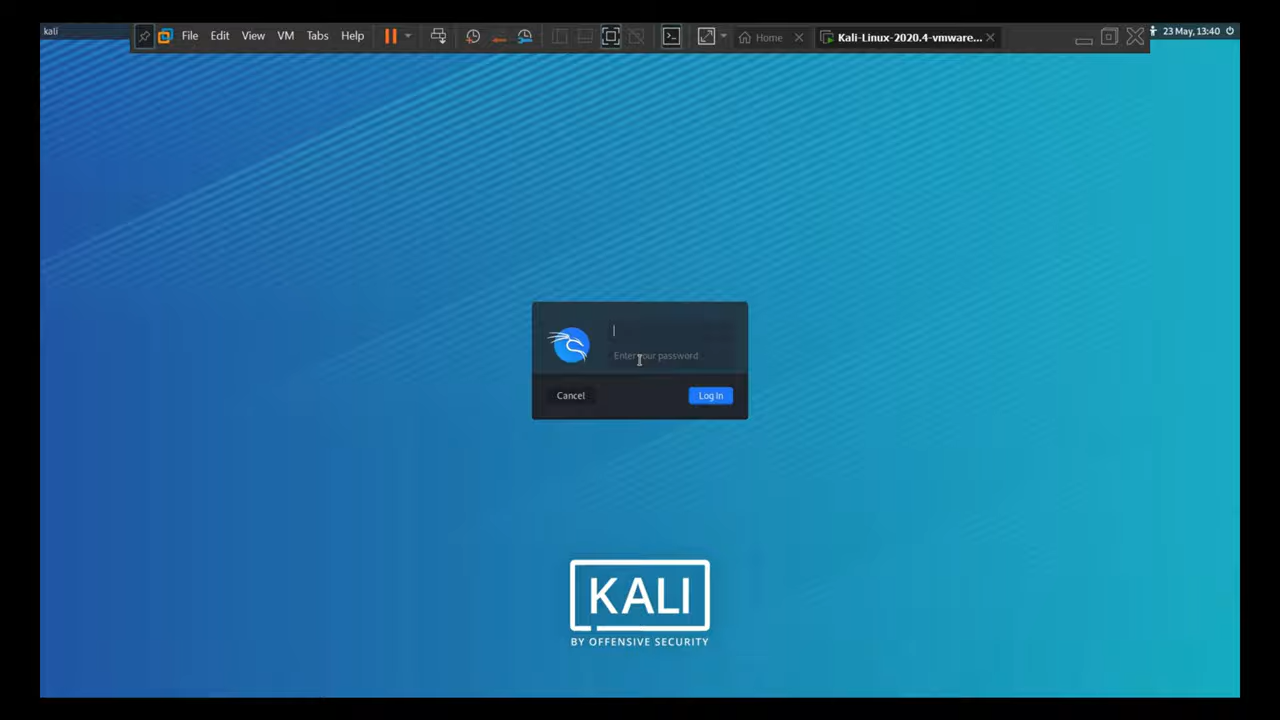 kali
File Edit View VM Tabs Help
Home
Kali-Linux-2020.4-vmware...
23 May, 13:40
Enter your password
Cancel
Log In
KALI
BY OFFENSIVE SECURITY